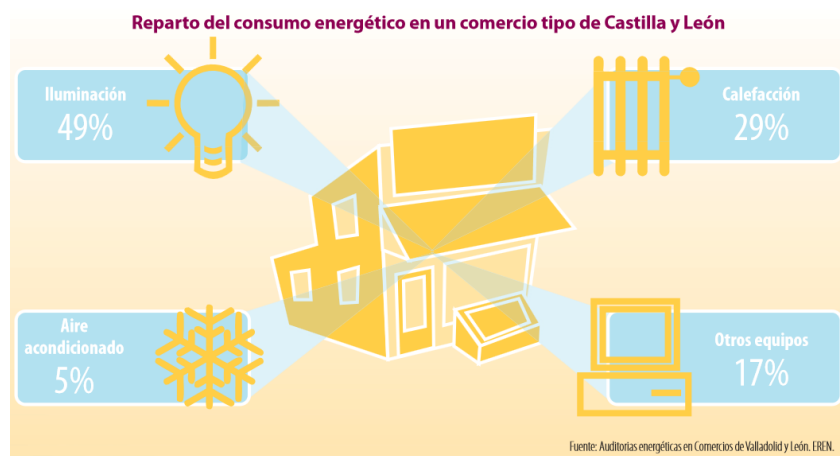 Reparto del consumo energético en un comercio tipo de Castilla y León
Iluminación
49%
Calefacción
29%
Aire
acondicionado
5%
Otros equipos
17%
Fuente: Auditorias energéticas en Comercios de Valladolid y León. EREN.